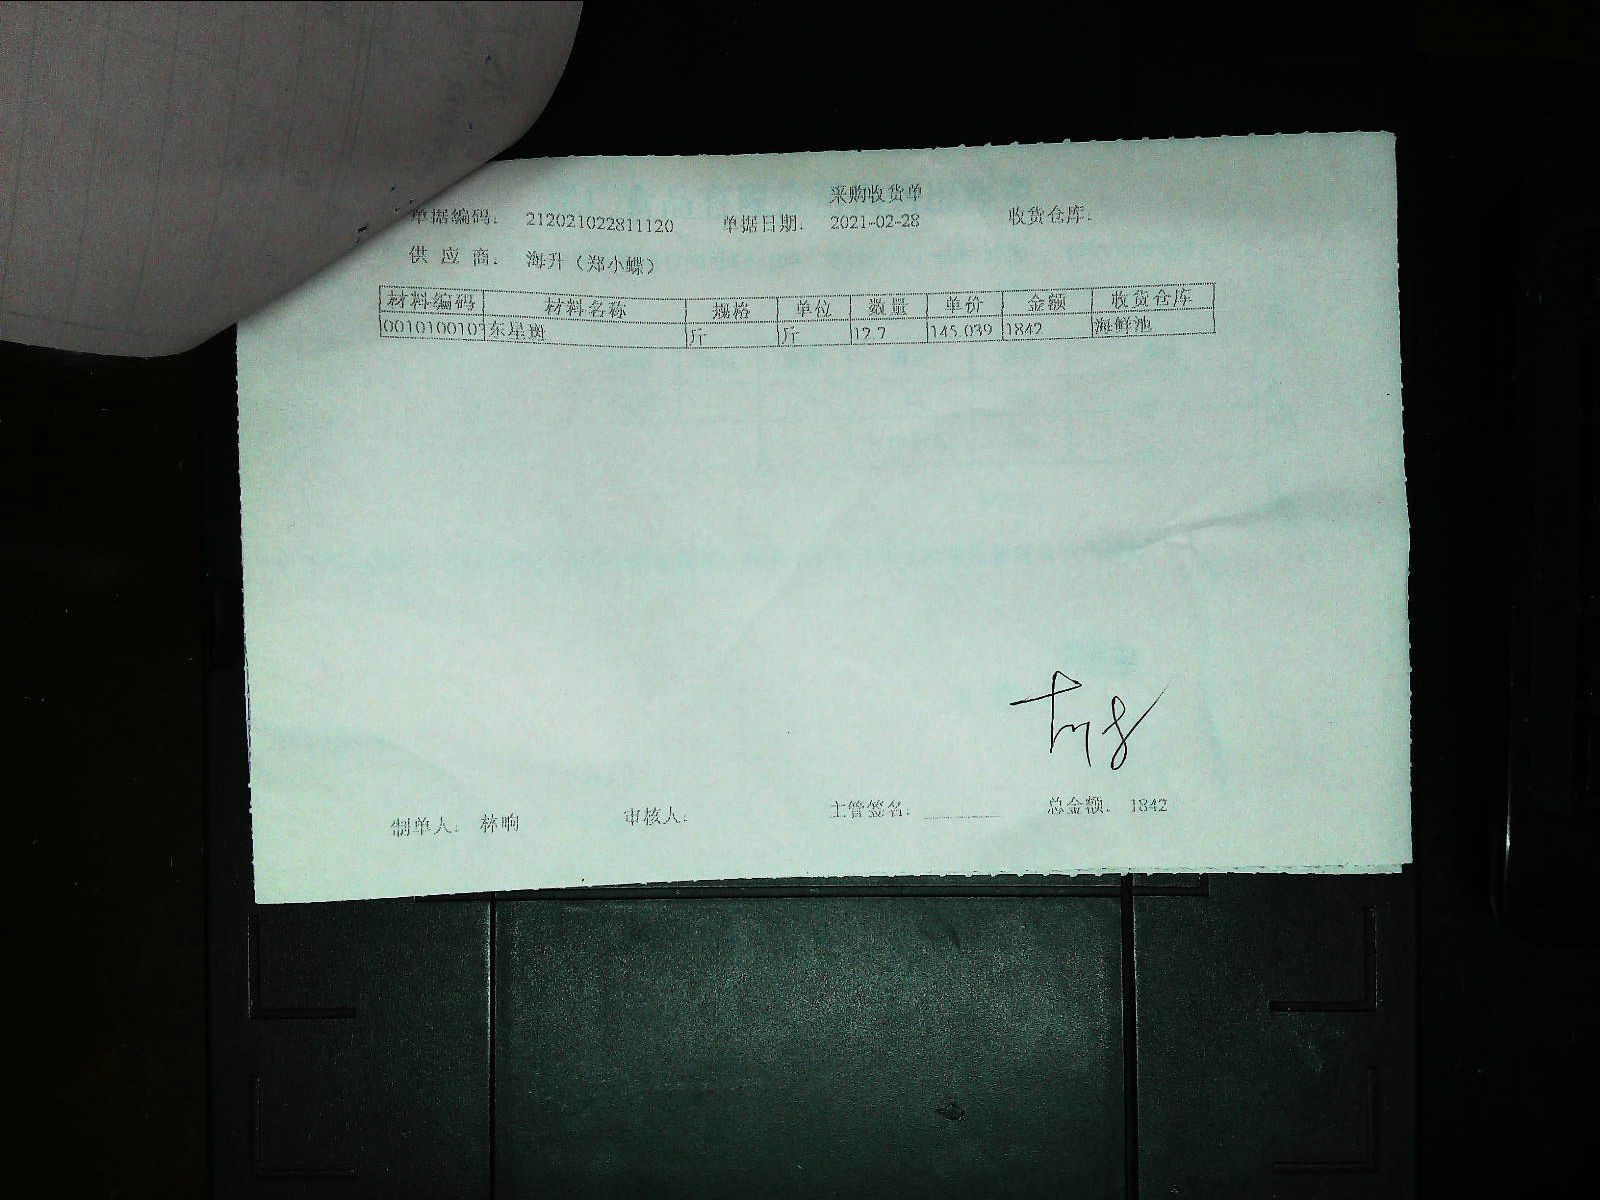 采购收货单
单据编码: 212021022811120 单据日期: 2021-02-28 收货仓库:
供应商: 海升（郑小蝶）
材料编码 材料名称 规格 单位 数量 单价 金额 收货仓库
0010100107 东星斑 斤 斤 12.7 145.039 1842 海鲜池
制单人: 林晌 审核人: 主管签名: 总金额: 1842